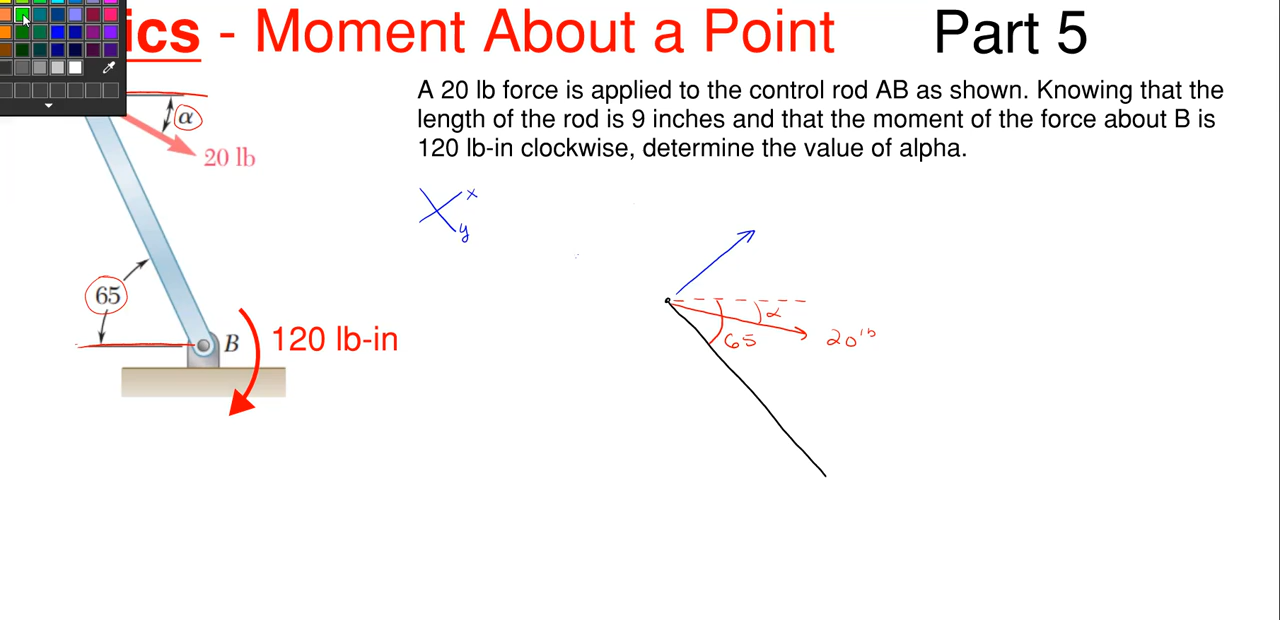 ics - Moment About a Point Part 5
A 20 lb force is applied to the control rod AB as shown. Knowing that the
length of the rod is 9 inches and that the moment of the force about B is
120 lb-in clockwise, determine the value of alpha.
α
20 lb
x
y
65
B
120 lb-in
α
65
20 lb